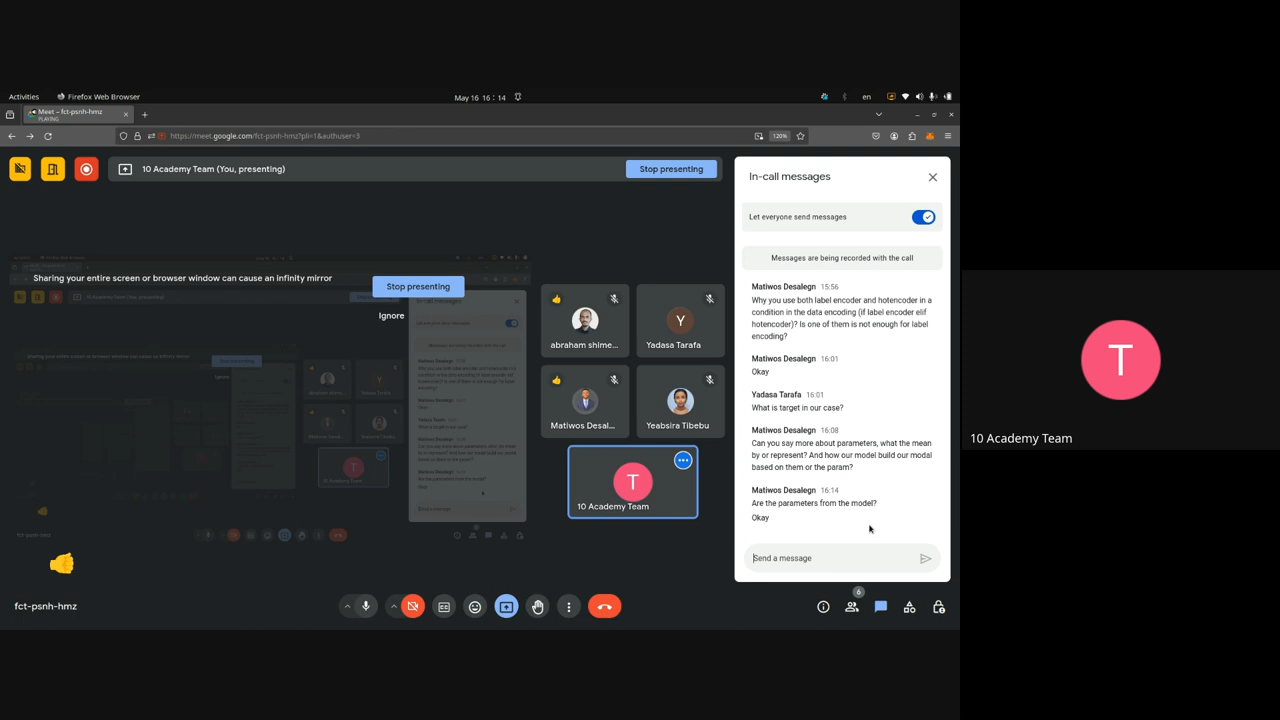 Activities
Firefox Web Browser
May 16 16:14
en
Meet – fct-psnh-hmz
PLAYING
https://meet.google.com/fct-psnh-hmz?pli=1&authuser=3
120%
10 Academy Team (You, presenting)
Stop presenting
Sharing your entire screen or browser window can cause an infinity mirror
Stop presenting
Ignore
abraham shime...
Y
Yadasa Tarafa
Matiwos Desal...
Yeabsira Tibebu
T
10 Academy Team
In-call messages
Let everyone send messages
Messages are being recorded with the call
Matiwos Desalegn 15:56
Why you use both label encoder and hotencoder in a
condition in the data encoding (if label encoder elif
hotencoder)? Is one of them is not enough for label
encoding?
Matiwos Desalegn 16:01
Okay
Yadasa Tarafa 16:01
What is target in our case?
Matiwos Desalegn 16:08
Can you say more about parameters, what the mean
by or represent? And how our model build our modal
based on them or the param?
Matiwos Desalegn 16:14
Are the parameters from the model?
Okay
Send a message
fct-psnh-hmz
6
T
10 Academy Team